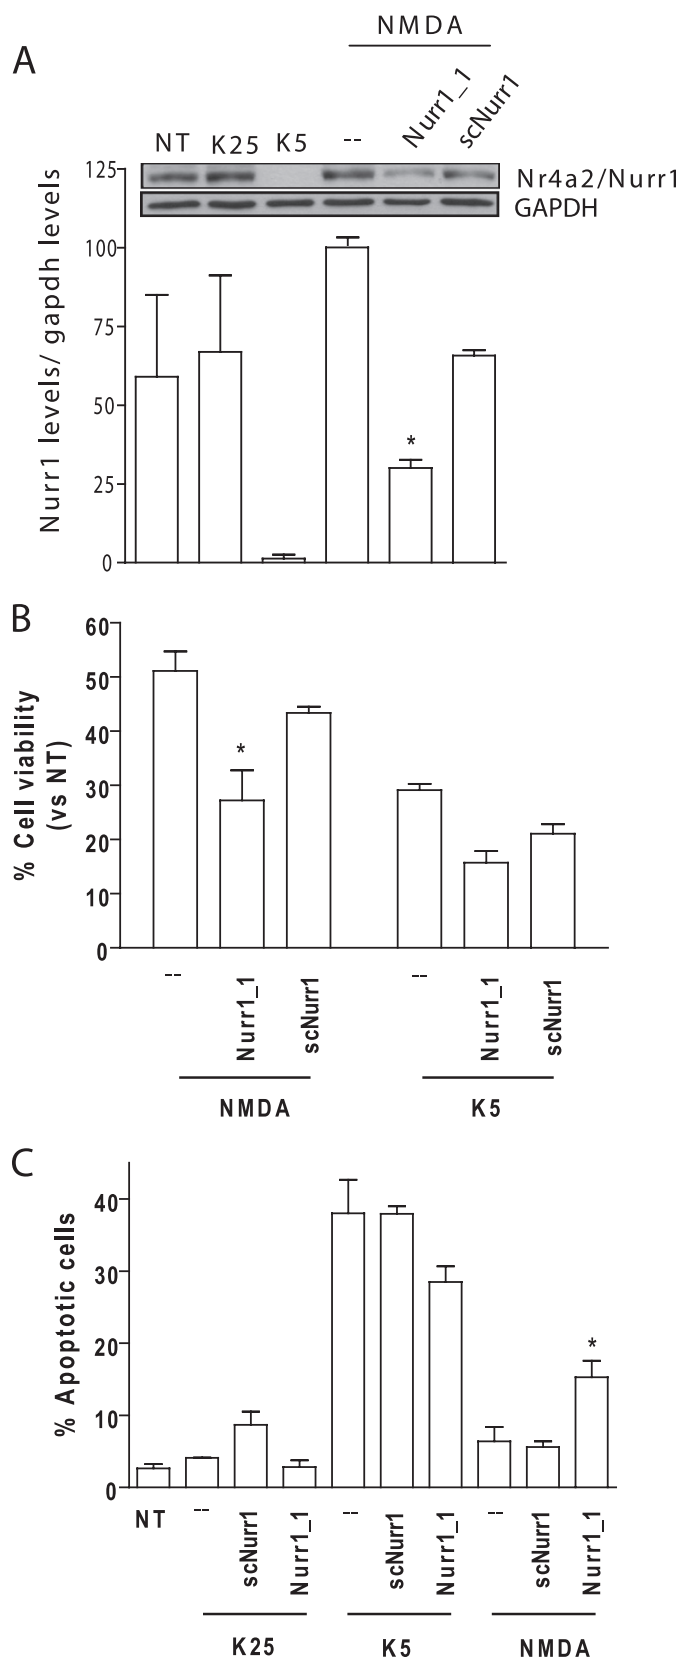 NMDA
A
NT K25 K5 -- Nurr1_1 scNurr1
Nr4a2/Nurr1
GAPDH
Nurr1 levels/ gapdh levels
125
100
75
50
25
0
*
B
% Cell viability
(vs NT)
60
50
40
30
20
10
0
*
-- Nurr1_1 scNurr1 -- Nurr1_1 scNurr1
NMDA K5
C
% Apoptotic cells
40
30
20
10
0
*
NT -- scNurr1 Nurr1_1 -- scNurr1 Nurr1_1 -- scNurr1 Nurr1_1
K25 K5 NMDA